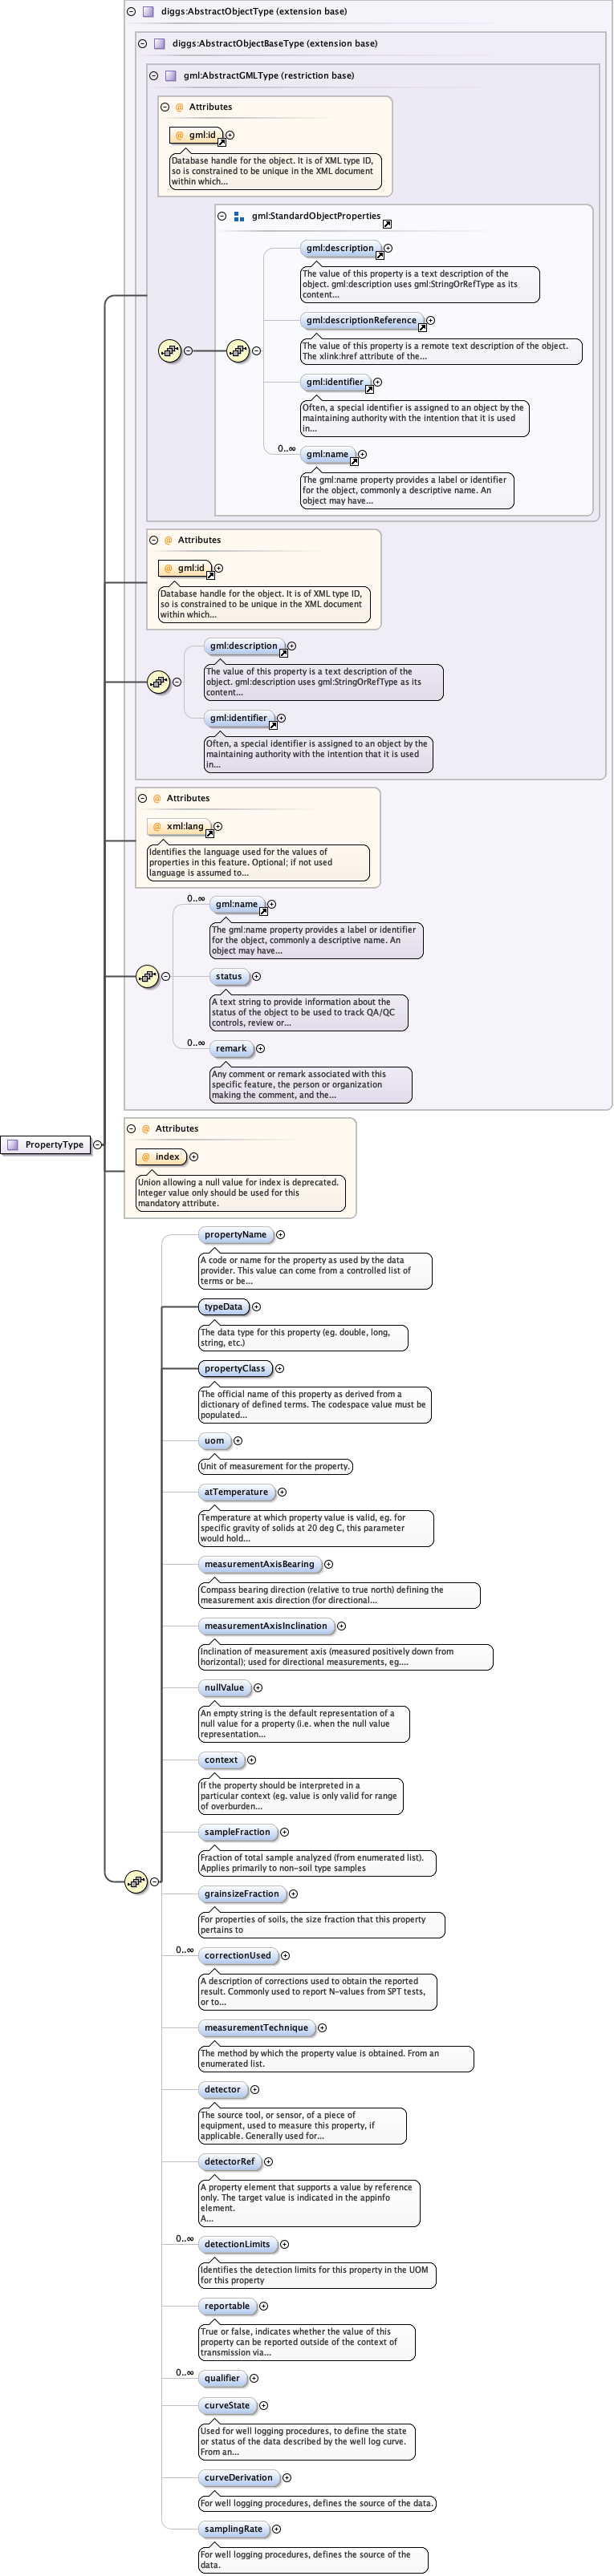 diggs:AbstractObjectType (extension base)
diggs:AbstractObjectBaseType (extension base)
gml:AbstractGMLType (restriction base)
@ Attributes
@ gml:id
Database handle for the object. It is of XML type ID,
so is constrained to be unique in the XML document
within which...
gml:StandardObjectProperties
gml:description
The value of this property is a text description of the
object. gml:description uses gml:StringOrRefType as its
content...
gml:descriptionReference
The value of this property is a remote text description of the object.
The xlink:href attribute of the...
gml:identifier
Often, a special identifier is assigned to an object by the
maintaining authority with the intention that it is used
in...
0..∞
gml:name
The gml:name property provides a label or identifier
for the object, commonly a descriptive name. An
object may have...
@ Attributes
@ gml:id
Database handle for the object. It is of XML type ID,
so is constrained to be unique in the XML document
within which...
gml:description
The value of this property is a text description of the
object. gml:description uses gml:StringOrRefType as its
content...
gml:identifier
Often, a special identifier is assigned to an object by the
maintaining authority with the intention that it is used
in...
@ Attributes
@ xml:lang
Identifies the language used for the values of
properties in this feature. Optional; if not used
language is assumed to...
0..∞
gml:name
The gml:name property provides a label or identifier
for the object, commonly a descriptive name. An
object may have...
status
A text string to provide information about the
status of the object to be used to track QA/QC
controls, review or...
0..∞
remark
Any comment or remark associated with this
specific feature, the person or organization
making the comment, and the...
PropertyType
@ Attributes
@ index
Union allowing a null value for index is deprecated.
Integer value only should be used for this
mandatory attribute.
propertyName
A code or name for the property as used by the data
provider. This value can come from a controlled list of
terms or be...
typeData
The data type for this property (eg. double, long,
string, etc.)
propertyClass
The official name of this property as derived from a
dictionary of defined terms. The codespace value must be
populated...
uom
Unit of measurement for the property.
atTemperature
Temperature at which property value is valid, eg. for
specific gravity of solids at 20 deg C, this parameter
would hold...
measurementAxisBearing
Compass bearing direction (relative to true north) defining the
measurement axis direction (for directional...
measurementAxisInclination
Inclination of measurement axis (measured positively down from
horizontal); used for directional measurements, eg....
nullValue
An empty string is the default representation of a
null value for a property (i.e. when the null value
representation...
context
If the property should be interpreted in a
particular context (eg. value is only valid for range
of overburden...
sampleFraction
Fraction of total sample analyzed (from enumerated list).
Applies primarily to non-soil type samples
grainsizeFraction
For properties of soils, the size fraction that this property
pertains to
0..∞
correctionUsed
A description of corrections used to obtain the reported
result. Commonly used to report N-values from SPT tests,
or to...
measurementTechnique
The method by which the property value is obtained. From an
enumerated list.
detector
The source tool, or sensor, of a piece of
equipment, used to measure this property, if
applicable. Generally used for...
detectorRef
A property element that supports a value by reference
only. The target value is indicated in the appinfo
element.
A...
0..∞
detectionLimits
Identifies the detection limits for this property in the UOM
for this property
reportable
True or false, indicates whether the value of this
property can be reported outside of the context of
transmission via...
0..∞
qualifier
curveState
Used for well logging procedures, to define the state
or status of the data described by the well log curve.
From an...
curveDerivation
For well logging procedures, defines the source of the data.
samplingRate
For well logging procedures, defines the source of the
data.